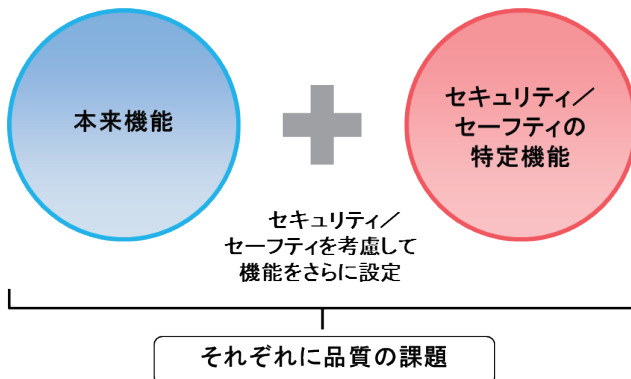 本来機能
セキュリティ／
セーフティの
特定機能
セキュリティ／
セーフティを考慮して
機能をさらに設定
それぞれに品質の課題